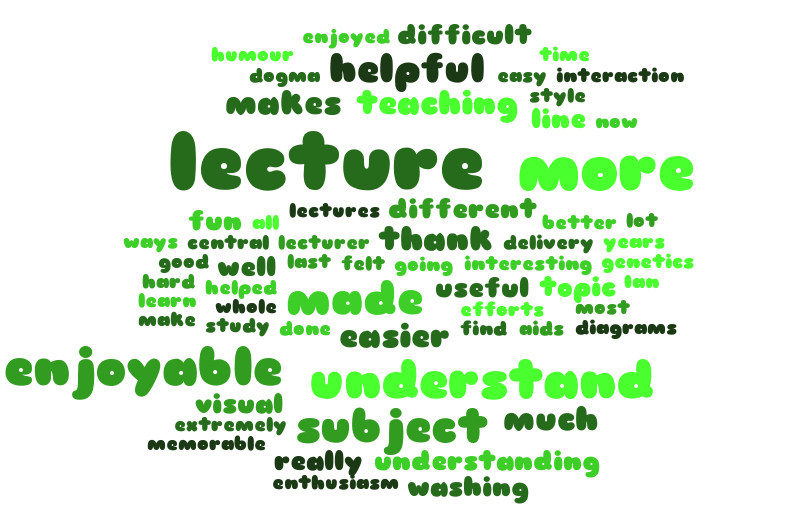 enjoyed difficult
humour time
dogma helpful easy interaction
makes teaching style
line now
lecture more
lectures different
fun all better lot
ways central lecturer thank delivery years
good well last felt going interesting genetics
hard helped made useful topic Ian
learn whole efforts most
make study done easier find aids diagrams
enjoyable understand
visual
extremely subject much
memorable
really understanding
enthusiasm washing